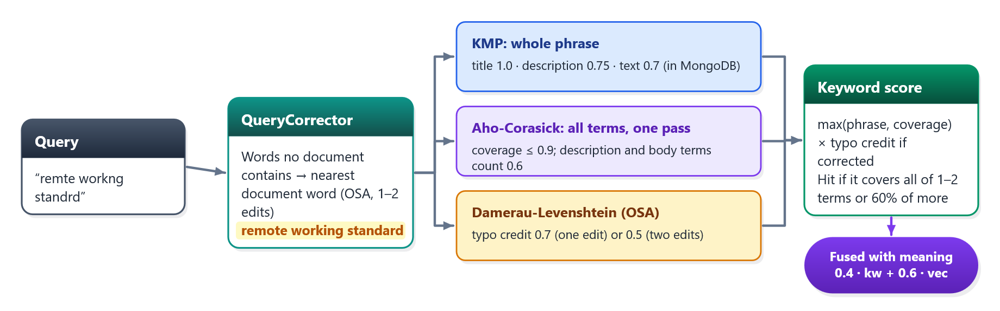 Query
“remte workng
standrd”
QueryCorrector
Words no document
contains → nearest
document word (OSA, 1–2
edits)
remote working standard
KMP: whole phrase
title 1.0 · description 0.75 · text 0.7 (in MongoDB)
Aho-Corasick: all terms, one pass
coverage ≤ 0.9; description and body terms
count 0.6
Damerau-Levenshtein (OSA)
typo credit 0.7 (one edit) or 0.5 (two edits)
Keyword score
max(phrase, coverage)
× typo credit if
corrected
Hit if it covers all of 1–2
terms or 60% of more
Fused with meaning
0.4 · kw + 0.6 · vec